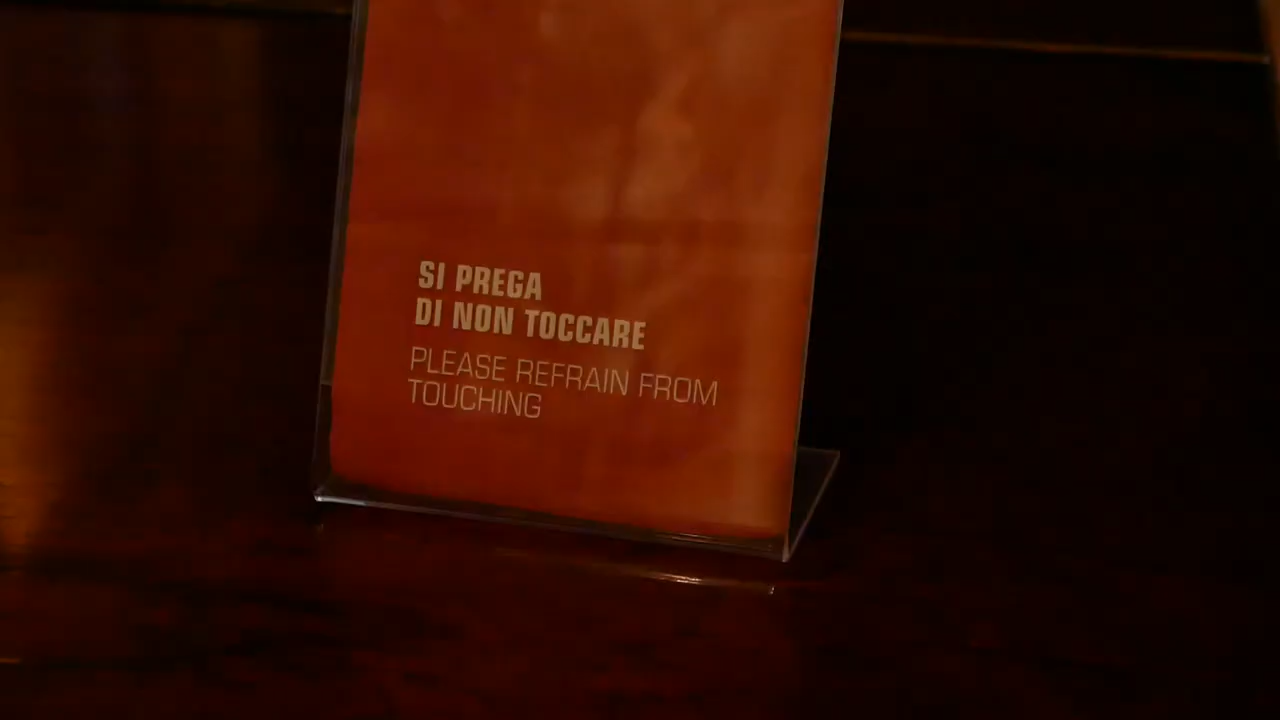 SI PREGA
DI NON TOCCARE
PLEASE REFRAIN FROM
TOUCHING